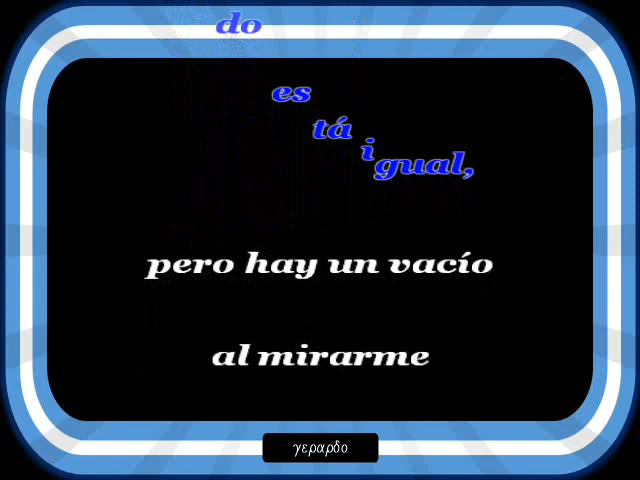 do
es
tá
i
gual,
pero hay un vacío
al mirarme
γεραρδο